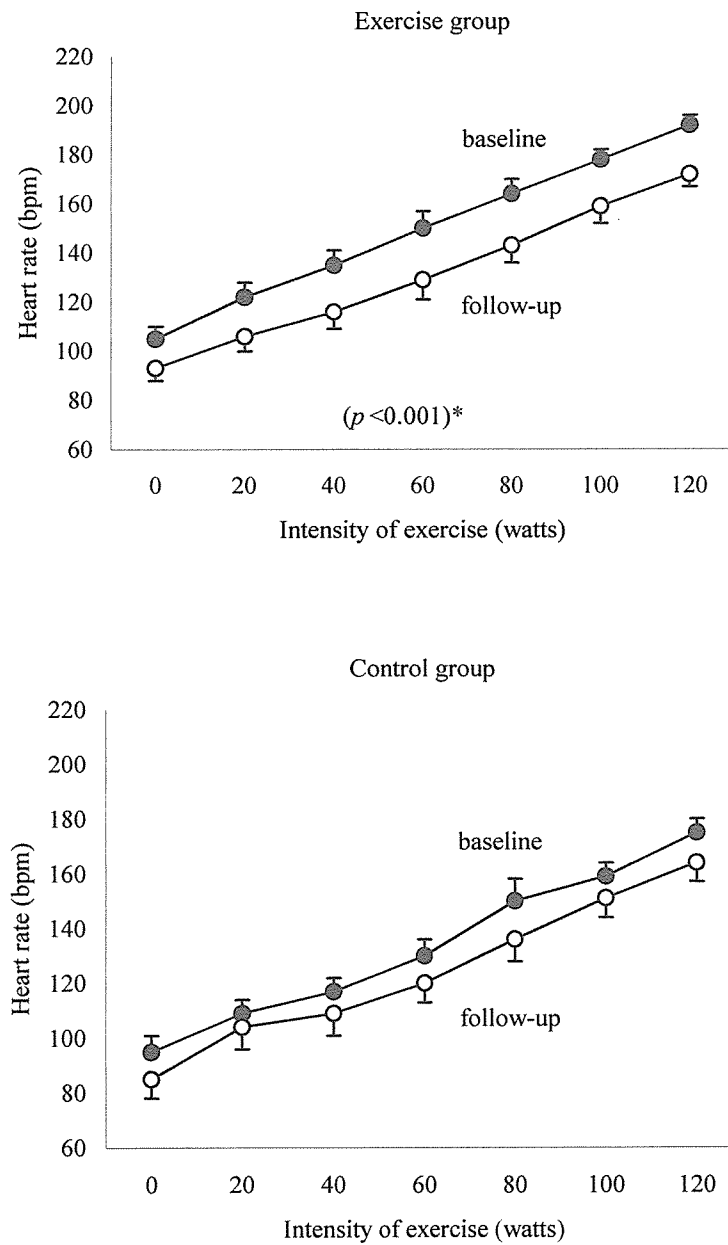 Exercise group
220
200
180
160
140
120
100
80
60
Heart rate (bpm)
baseline
follow-up
(p <0.001)*
0 20 40 60 80 100 120
Intensity of exercise (watts)
Control group
220
200
180
160
140
120
100
80
60
Heart rate (bpm)
baseline
follow-up
0 20 40 60 80 100 120
Intensity of exercise (watts)